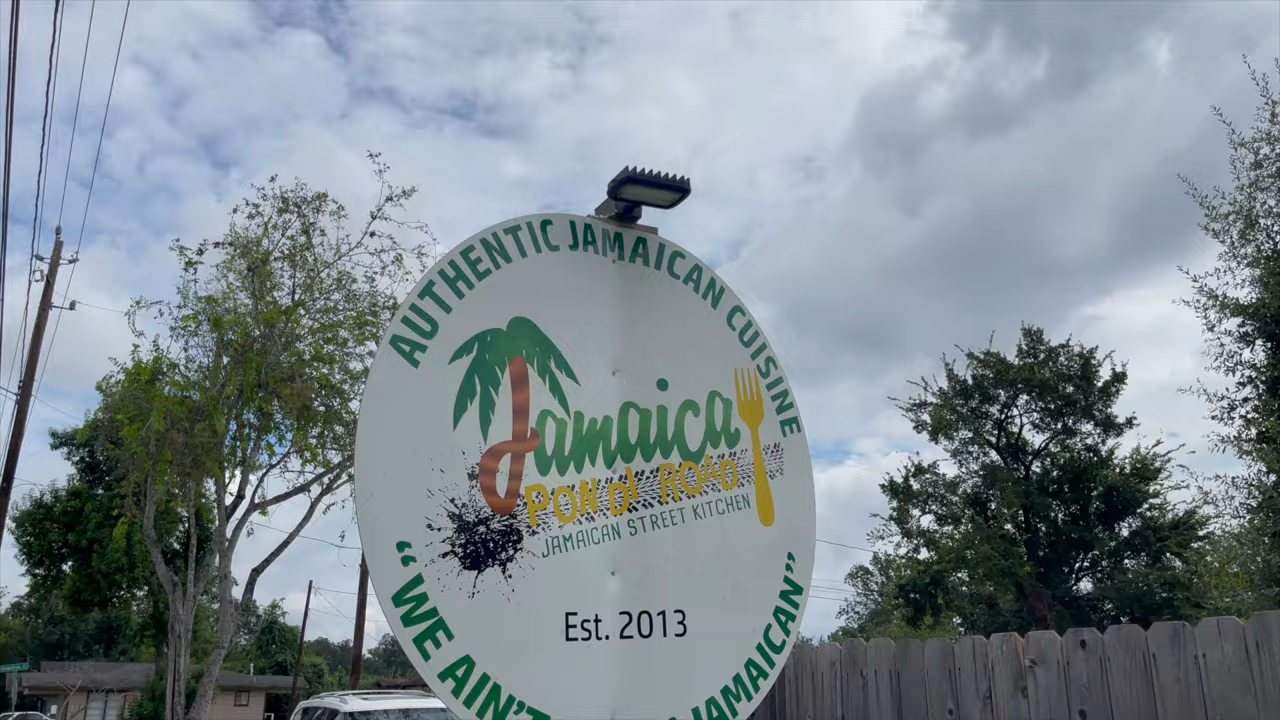 AUTHENTIC JAMAICAN CUISINE
Jamaica
PON DI ROAD
JAMAICAN STREET KITCHEN
Est. 2013
“WE AIN'T JAMAICAN”